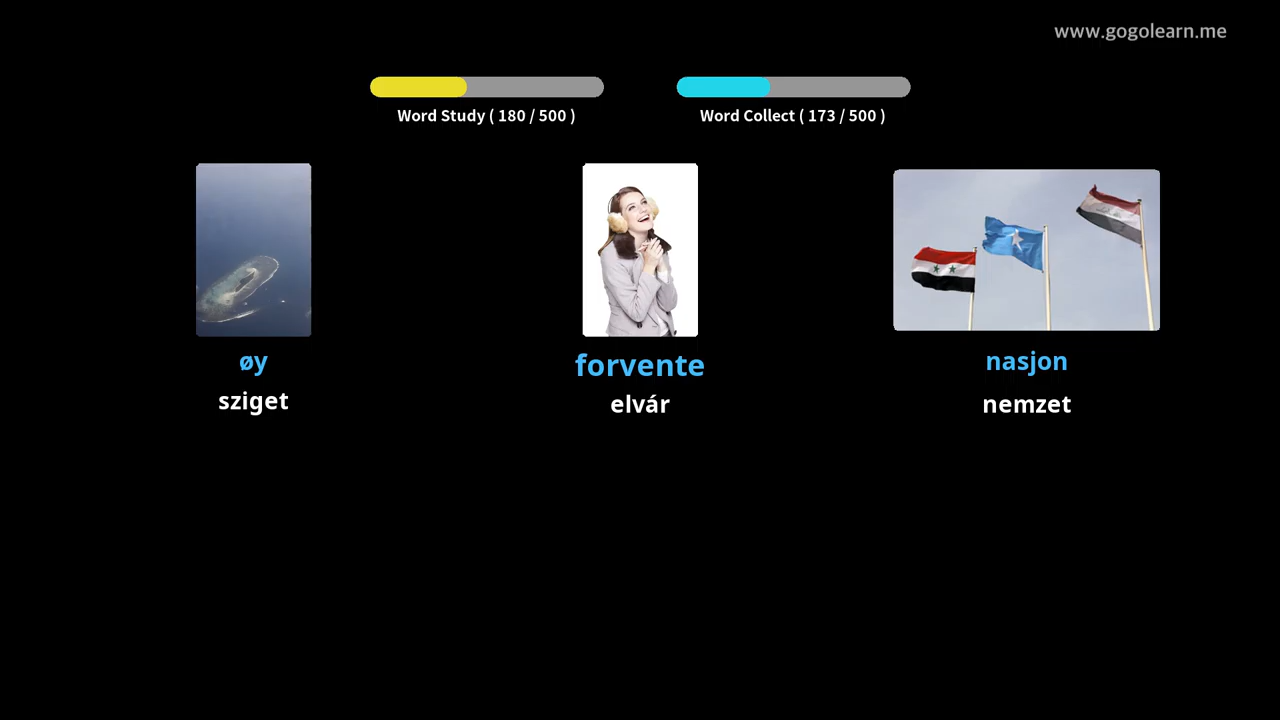 www.gogolearn.me
Word Study ( 180 / 500 )
Word Collect ( 173 / 500 )
øy
forvente
nasjon
sziget
elvár
nemzet